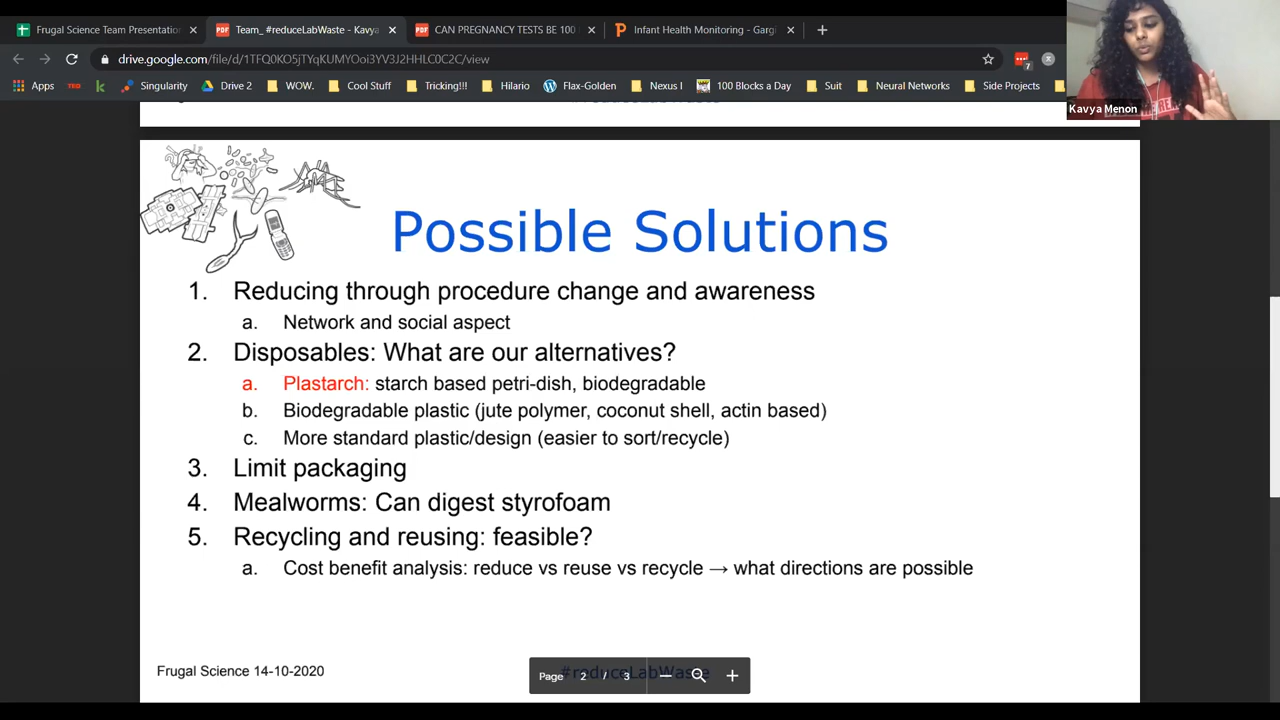 Frugal Science Team Presentation
Team_ #reduceLabWaste - Kavya
CAN PREGNANCY TESTS BE 100
Infant Health Monitoring - Garg
drive.google.com/file/d/1TFQ0KO5jTYqKUMYOoi3YV3J2HHLC0C2C/view
Apps
TED
Singularity
Drive 2
WOW.
Cool Stuff
Tricking!!!
Hilario
Flax-Golden
Nexus I
100 Blocks a Day
Suit
Neural Networks
Side Projects
Kavya Menon
Possible Solutions
1. Reducing through procedure change and awareness
a. Network and social aspect
2. Disposables: What are our alternatives?
a. Plastarch: starch based petri-dish, biodegradable
b. Biodegradable plastic (jute polymer, coconut shell, actin based)
c. More standard plastic/design (easier to sort/recycle)
3. Limit packaging
4. Mealworms: Can digest styrofoam
5. Recycling and reusing: feasible?
a. Cost benefit analysis: reduce vs reuse vs recycle → what directions are possible
Frugal Science 14-10-2020
#reduceLabWaste
Page 2 / 3